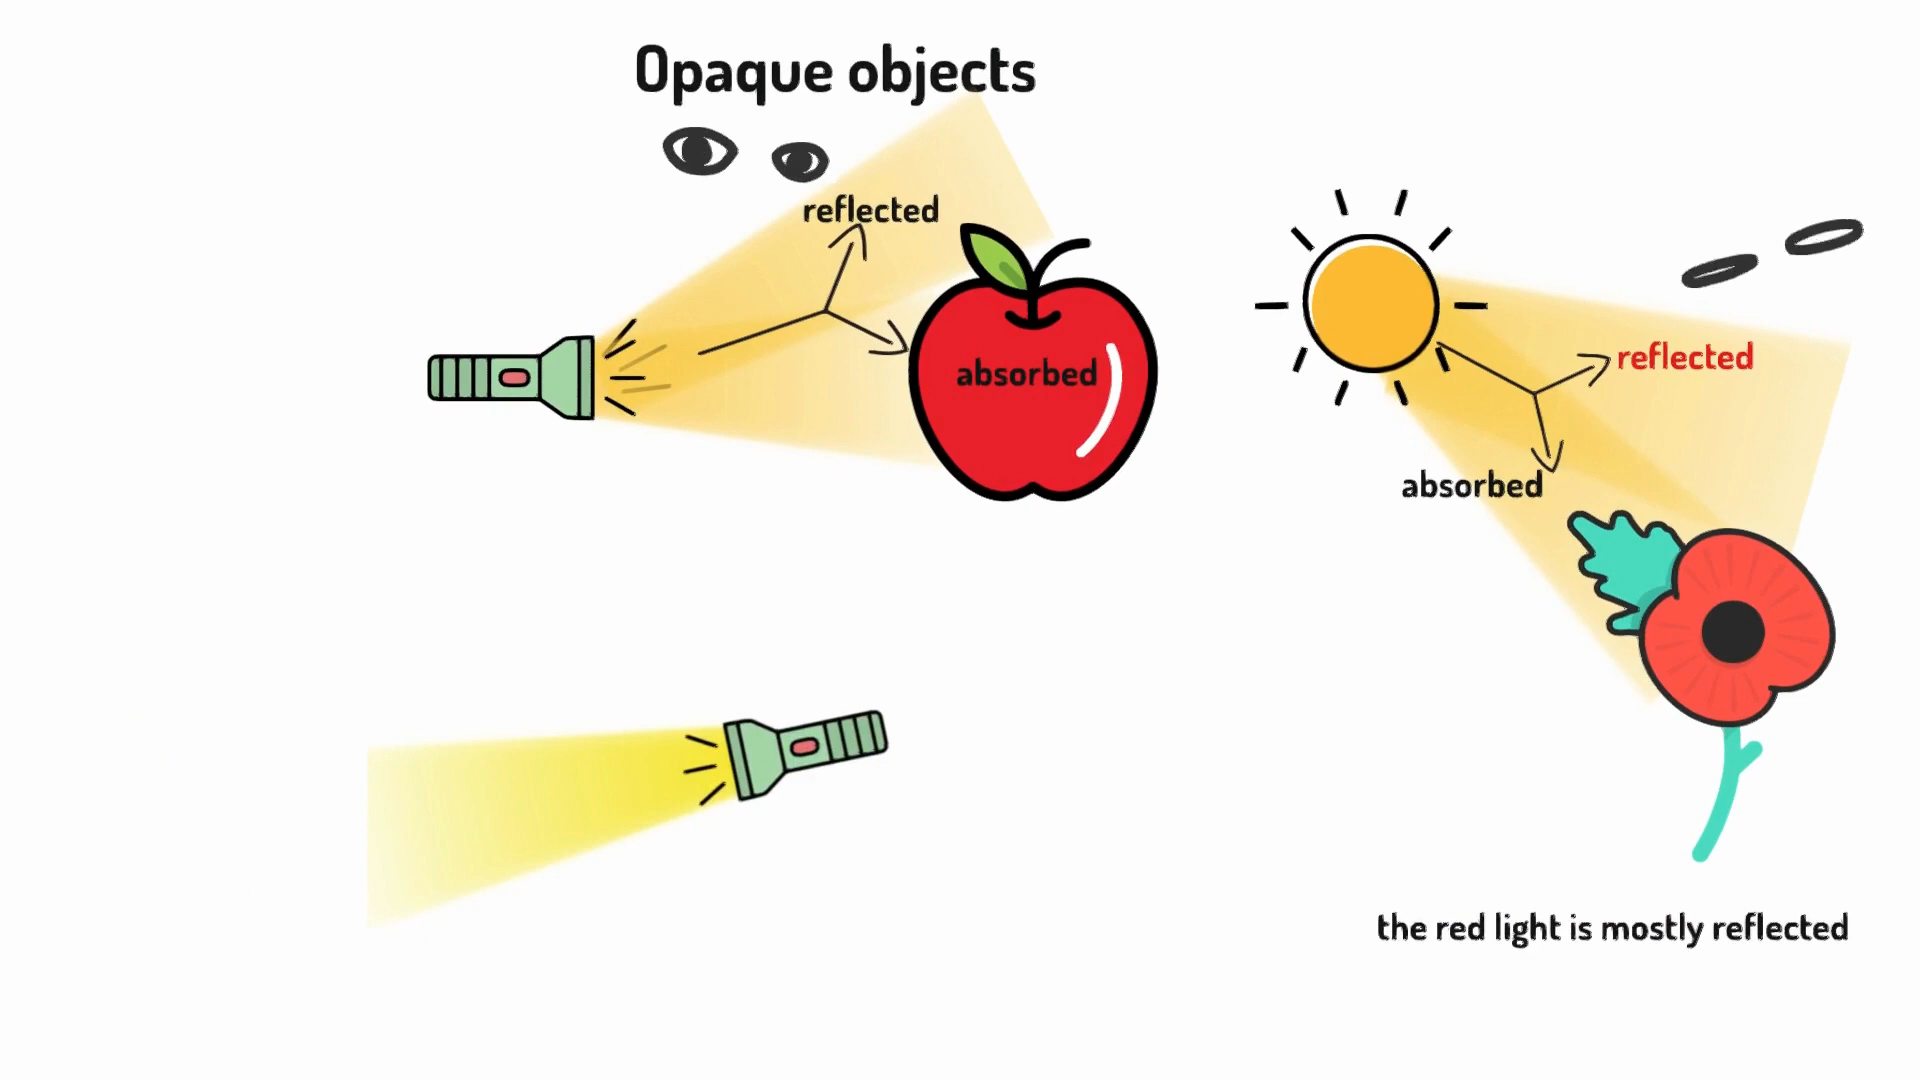 Opaque objects
reflected
absorbed
reflected
absorbed
the red light is mostly reflected